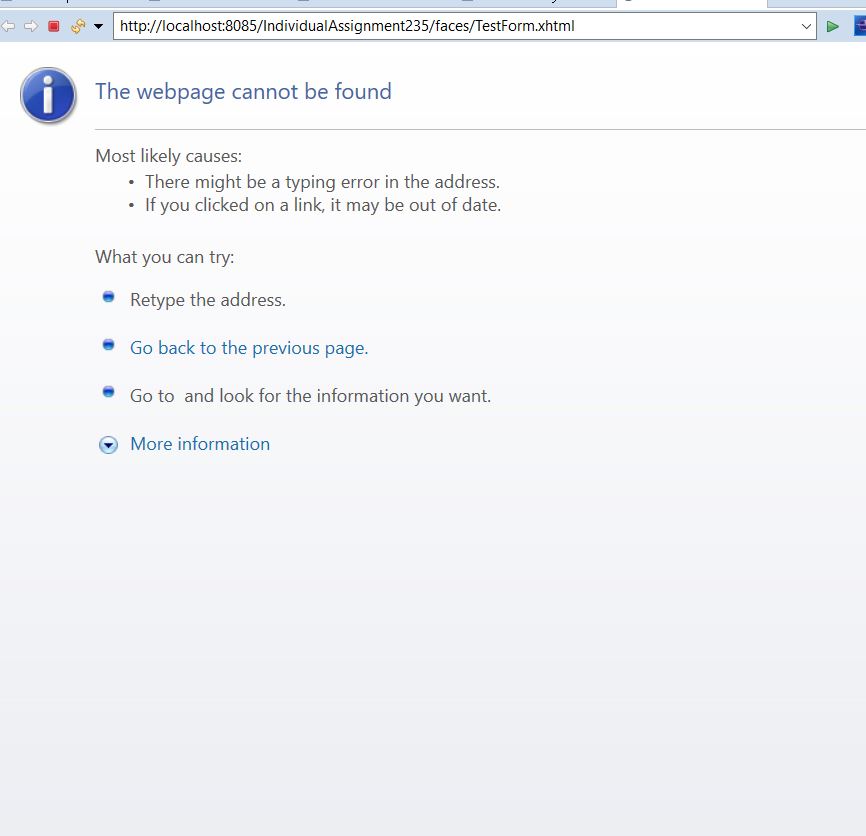 http://localhost:8085/IndividualAssignment235/faces/TestForm.xhtml
The webpage cannot be found
Most likely causes:
• There might be a typing error in the address.
• If you clicked on a link, it may be out of date.
What you can try:
Retype the address.
Go back to the previous page.
Go to  and look for the information you want.
More information